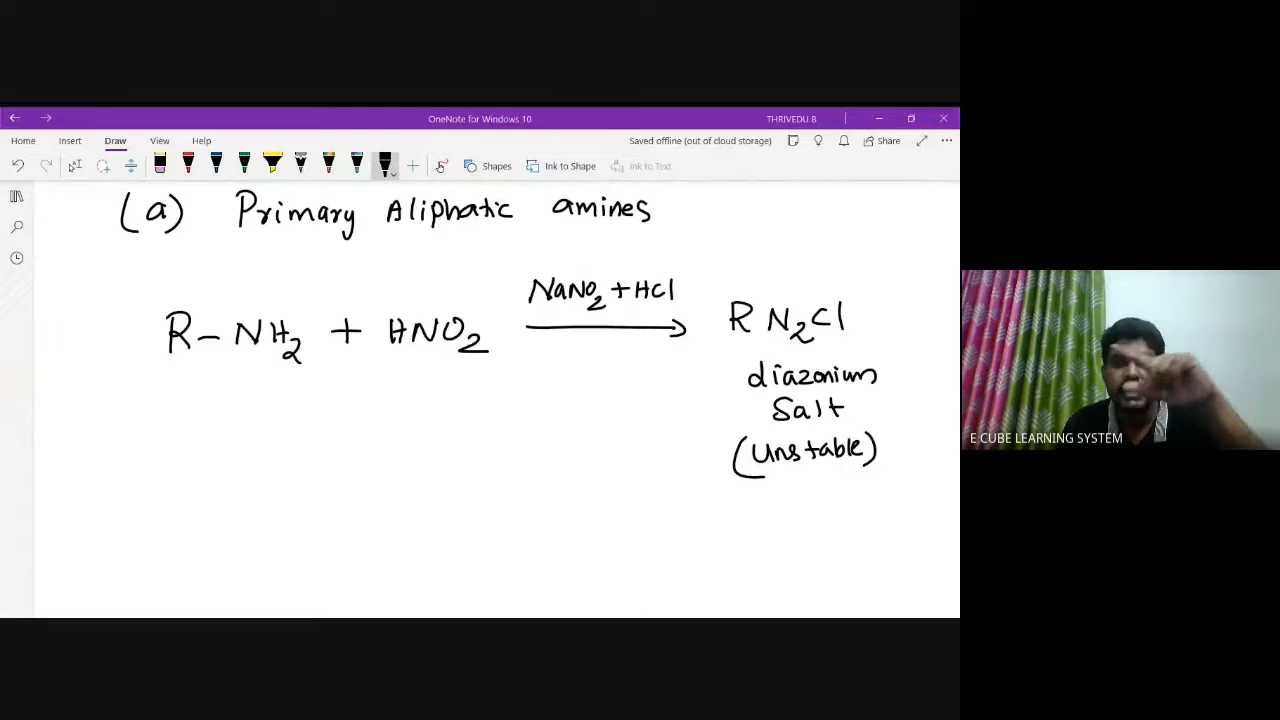 OneNote for Windows 10
THRIVEDU B
Home Insert Draw View Help
Saved offline (out of cloud storage)
Share
Shapes
Ink to Shape
Ink to Text
(a) Primary Aliphatic amines
NaNO2 + HCl
R - NH2 + HNO2 → R N2Cl
diazonium
Salt
(unstable)
E CUBE LEARNING SYSTEM